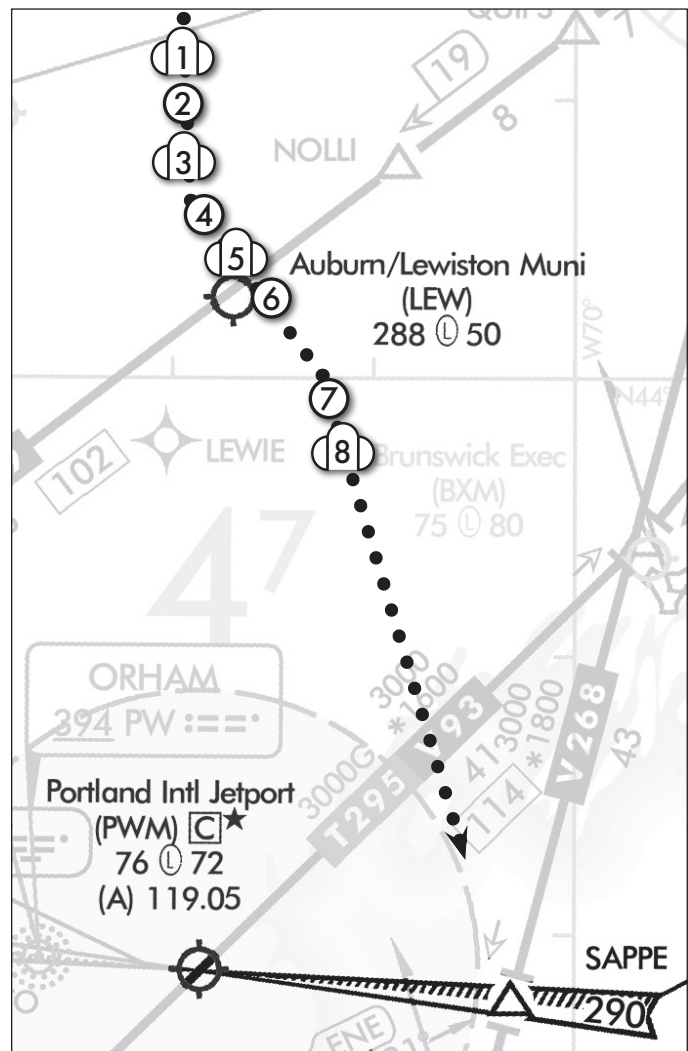 1
2
3
4
5
6
7
8
19
8
NOLLI
Auburn/Lewiston Muni
(LEW)
288 Ⓛ 50
W70°
N44°
102
LEWIE
Brunswick Exec
(BXM)
75 Ⓛ 80
47
ORHAM
394 PW
3000
*1600
3000G
T295
V93
41
3000
*1800
114
V268
43
Portland Intl Jetport
(PWM) C★
76 Ⓛ 72
(A) 119.05
SAPPE
290
ENE